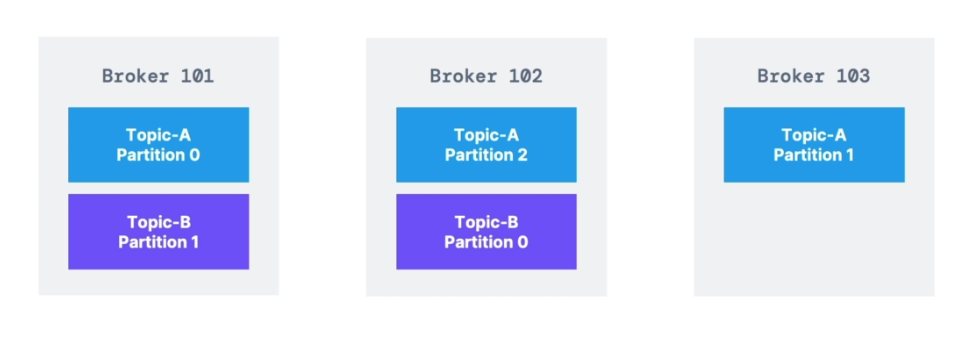 Broker 101
Topic-A
Partition 0
Topic-B
Partition 1
Broker 102
Topic-A
Partition 2
Topic-B
Partition 0
Broker 103
Topic-A
Partition 1